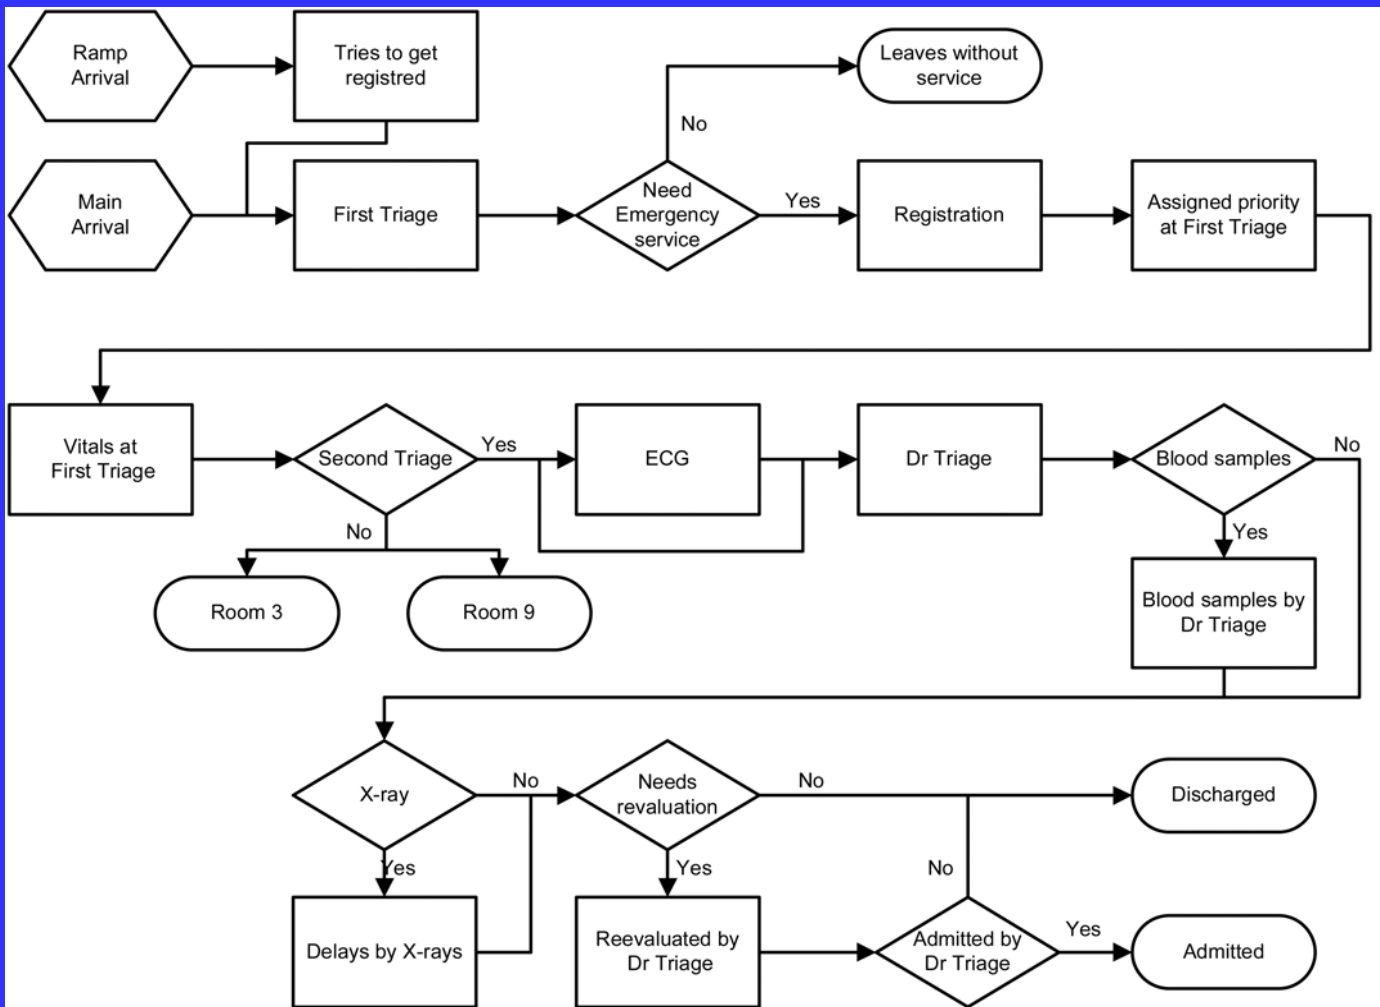 Ramp
Arrival
Tries to get
registred
Leaves without
service
No
Main
Arrival
First Triage
Need
Emergency
service
Yes
Registration
Assigned priority
at First Triage
Vitals at
First Triage
Second Triage
Yes
ECG
Dr Triage
Blood samples
No
No
Yes
Room 3
Room 9
Blood samples by
Dr Triage
X-ray
No
Needs
revaluation
No
Discharged
Yes
Yes
No
Delays by X-rays
Reevaluated by
Dr Triage
Admitted by
Dr Triage
Yes
Admitted